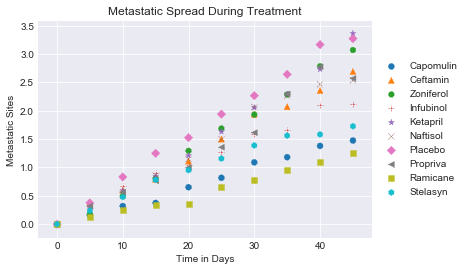 Metastatic Spread During Treatment
3.5
3.0
2.5
2.0
1.5
1.0
0.5
0.0
Metastatic Sites
0 10 20 30 40
Time in Days
Capomulin
Ceftamin
Zoniferol
Infubinol
Ketapril
Naftisol
Placebo
Propriva
Ramicane
Stelasyn